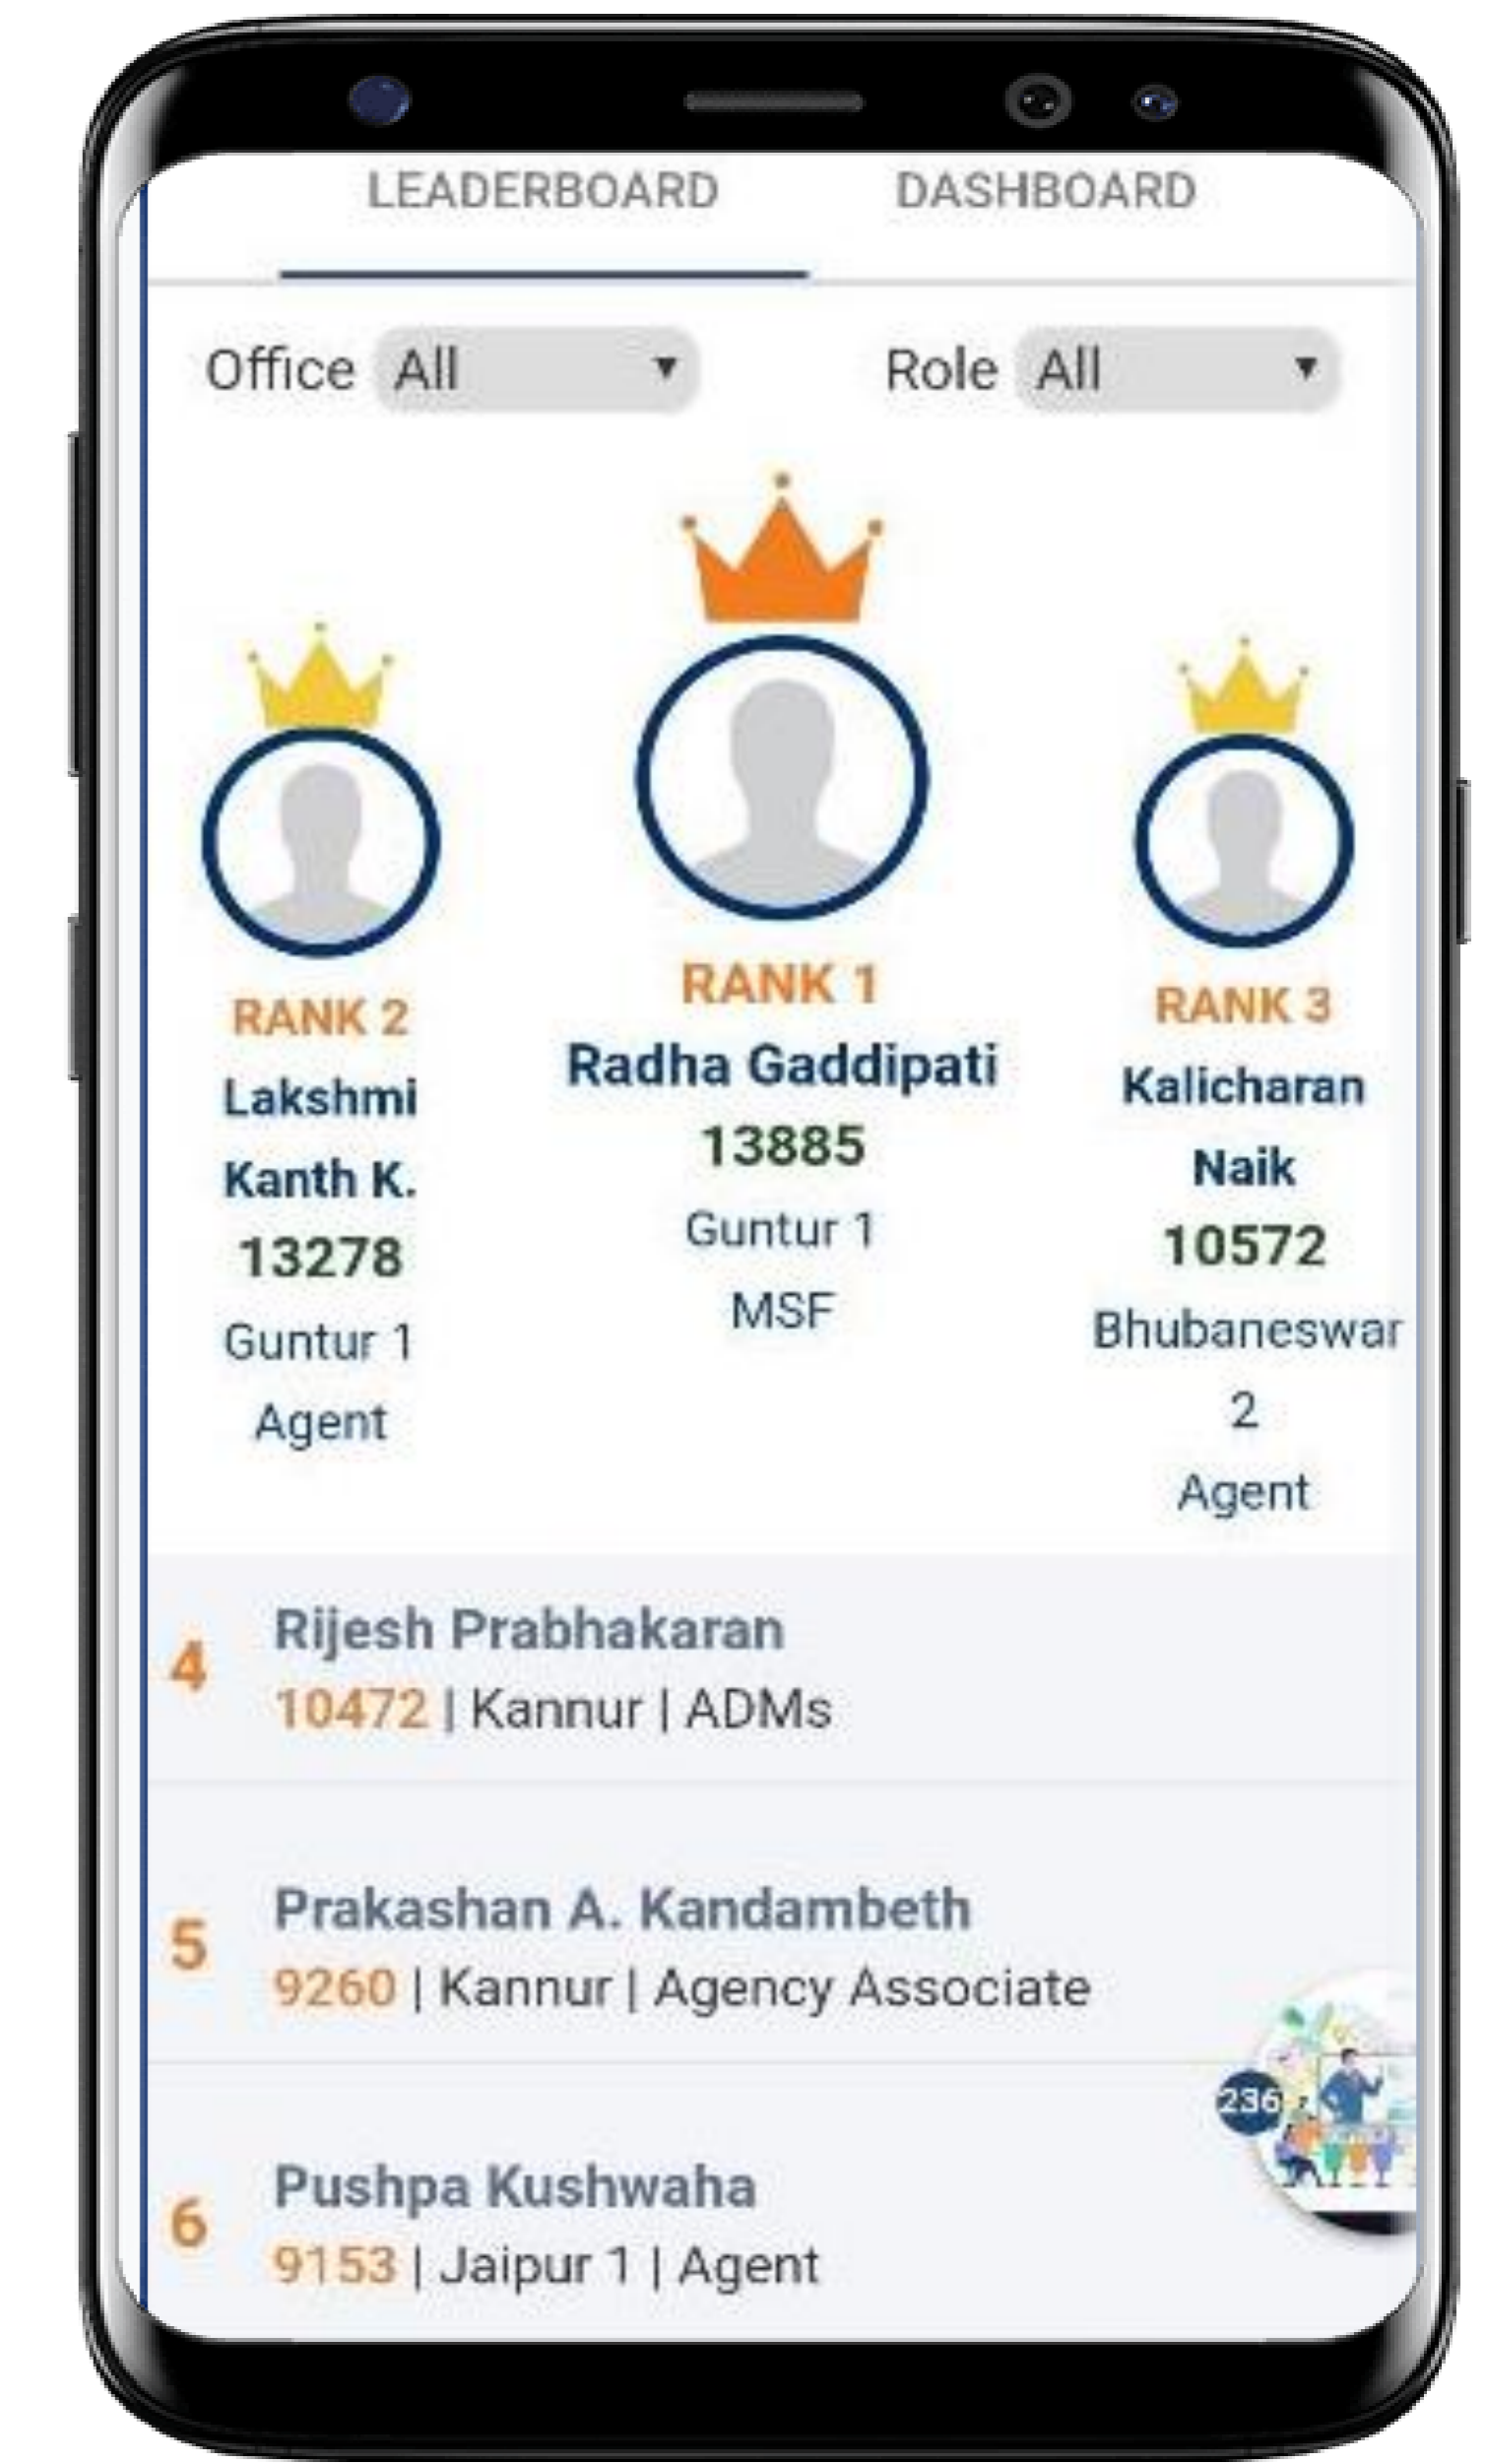 LEADERBOARD DASHBOARD
Office All Role All
RANK 2
Lakshmi
Kanth K.
13278
Guntur 1
Agent
RANK 1
Radha Gaddipati
13885
Guntur 1
MSF
RANK 3
Kalicharan
Naik
10572
Bhubaneswar
2
Agent
4
Rijesh Prabhakaran
10472 | Kannur | ADMs
5
Prakashan A. Kandambeth
9260 | Kannur | Agency Associate
236
6
Pushpa Kushwaha
9153 | Jaipur 1 | Agent